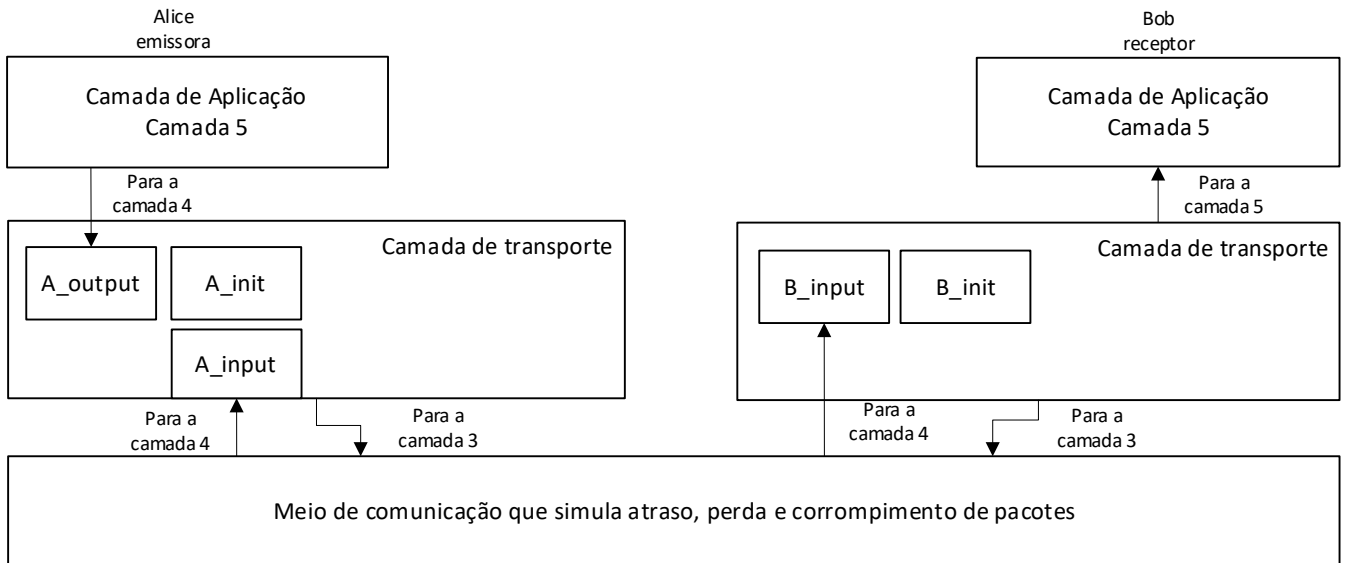 Alice
emissora
Bob
receptor
Camada de Aplicação
Camada 5
Camada de Aplicação
Camada 5
Para a
camada 4
Para a
camada 5
Camada de transporte
Camada de transporte
A_output
A_init
A_input
B_input
B_init
Para a
camada 4
Para a
camada 3
Para a
camada 4
Para a
camada 3
Meio de comunicação que simula atraso, perda e corrompimento de pacotes